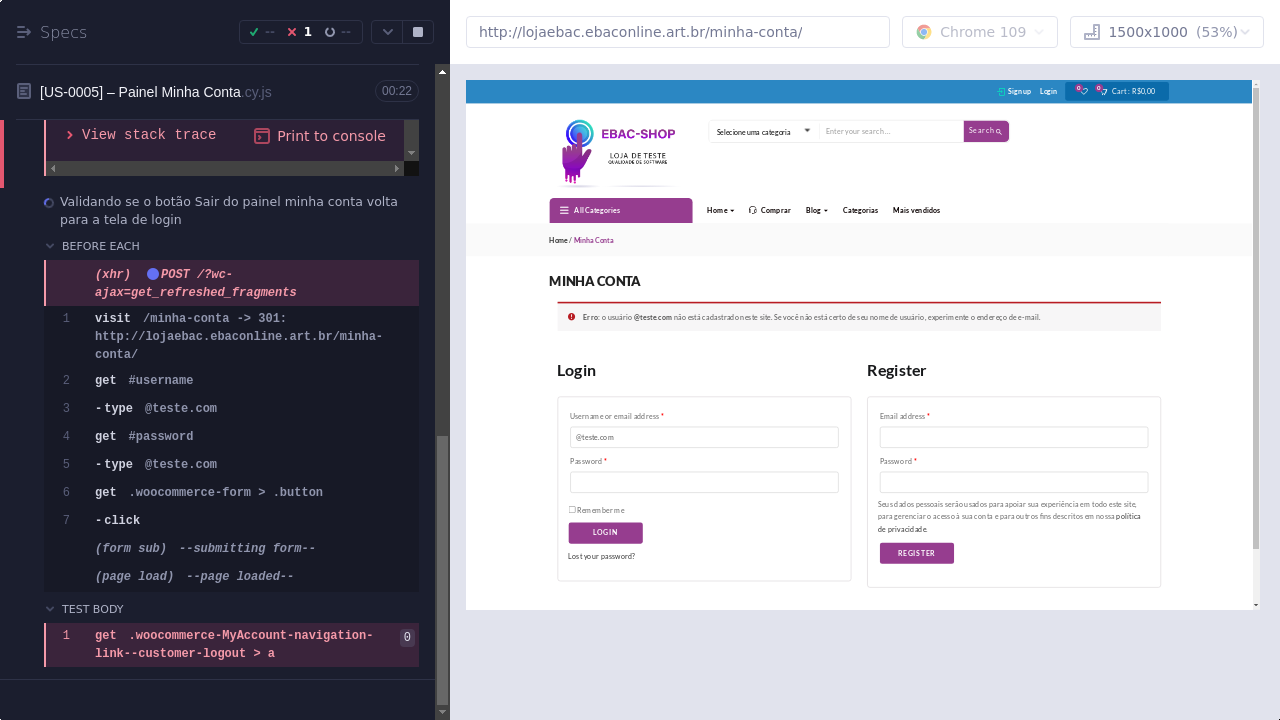 Specs
--
1
--
[US-0005] – Painel Minha Conta.cy.js
00:22
View stack trace
Print to console
Validando se o botão Sair do painel minha conta volta
para a tela de login
BEFORE EACH
(xhr) POST /?wc-
ajax=get_refreshed_fragments
1 visit /minha-conta -> 301:
http://lojaebac.ebaconline.art.br/minha-
conta/
2 get #username
3 -type @teste.com
4 get #password
5 -type @teste.com
6 get .woocommerce-form > .button
7 -click
(form sub) --submitting form--
(page load) --page loaded--
TEST BODY
1 get .woocommerce-MyAccount-navigation-
link--customer-logout > a
0
http://lojaebac.ebaconline.art.br/minha-conta/
Chrome 109
1500x1000 (53%)
Signup
Login
0
0
Cart : R$0,00
EBAC-SHOP
LOJA DE TESTE
QUALIDADE DE SOFTWARE
Selecione uma categoria
Enter your search...
Search
All Categories
Home
Comprar
Blog
Categorias
Mais vendidos
Home / Minha Conta
MINHA CONTA
Erro: o usuário @teste.com não está cadastrado neste site. Se você não está certo de seu nome de usuário, experimente o endereço de e-mail.
Login
Username or email address *
@teste.com
Password *
Remember me
LOGIN
Lost your password?
Register
Email address *
Password *
Seus dados pessoais serão usados para apoiar sua experiência em todo este site,
para gerenciar o acesso à sua conta e para outros fins descritos em nossa política
de privacidade.
REGISTER